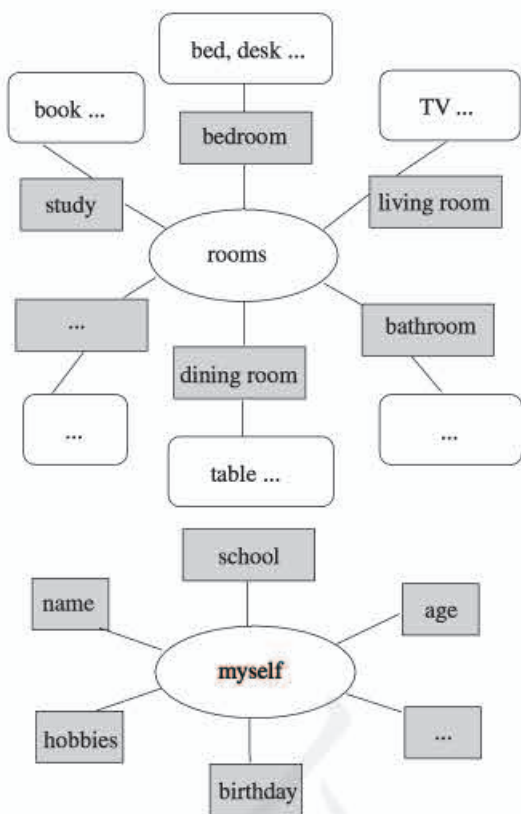 bed, desk ...
book ...
TV ...
bedroom
study
living room
rooms
...
bathroom
dining room
...
...
table ...
school
name
age
myself
hobbies
...
birthday